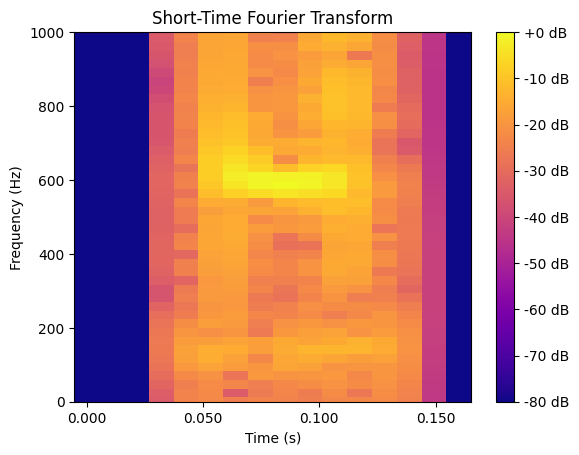 Short-Time Fourier Transform
1000
800
600
400
200
0
Frequency (Hz)
0.000
0.050
0.100
0.150
Time (s)
+0 dB
-10 dB
-20 dB
-30 dB
-40 dB
-50 dB
-60 dB
-70 dB
-80 dB